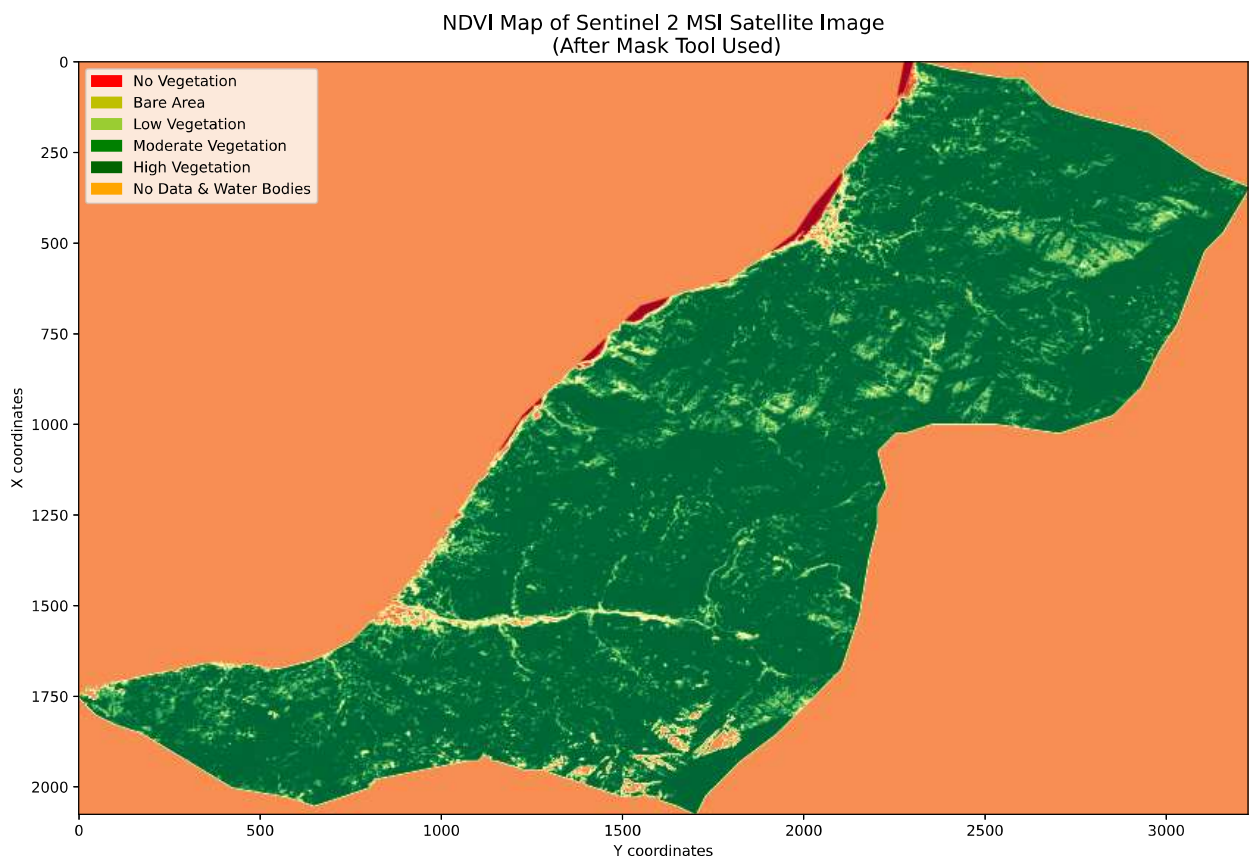 NDVI Map of Sentinel 2 MSI Satellite Image
(After Mask Tool Used)
No Vegetation
Bare Area
Low Vegetation
Moderate Vegetation
High Vegetation
No Data & Water Bodies
0
250
500
750
1000
1250
1500
1750
2000
X coordinates
0 500 1000 1500 2000 2500 3000
Y coordinates